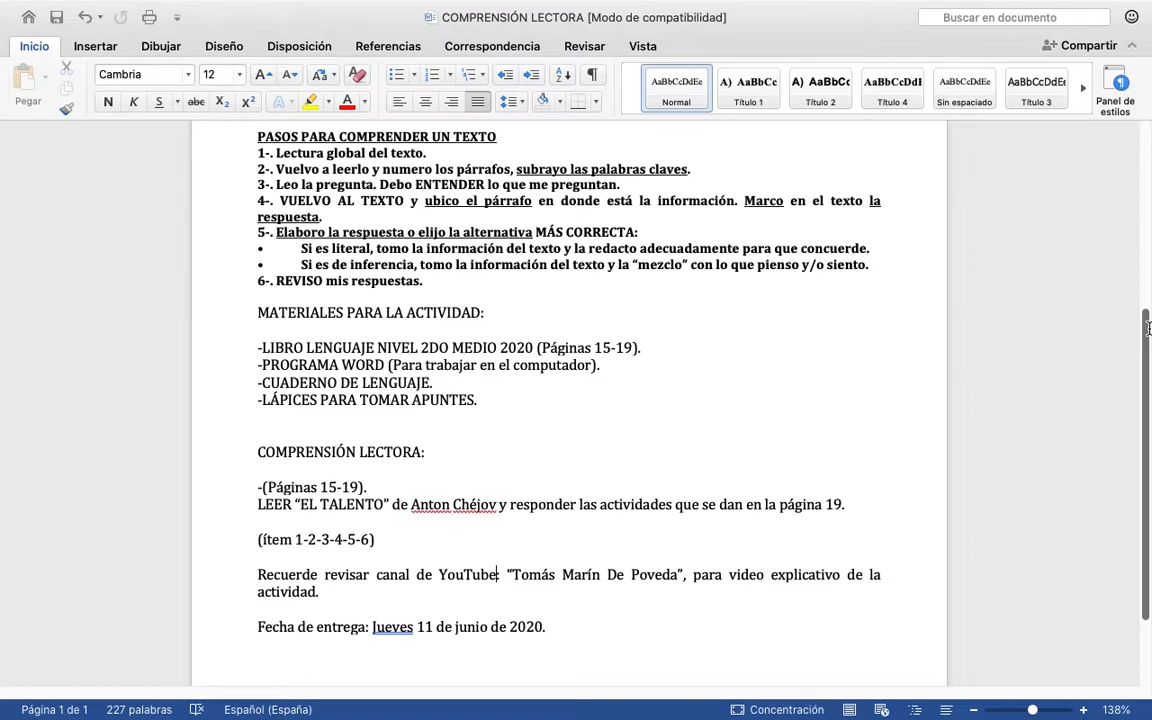 COMPRENSIÓN LECTORA [Modo de compatibilidad]
Buscar en documento
Inicio Insertar Dibujar Diseño Disposición Referencias Correspondencia Revisar Vista
Compartir
Pegar
Cambria 12
N K S abc X₂ X²
AaBbCcDdEe A) AaBbCc A) AaBbCc AaBbCcDdI AaBbCcDdEe AaBbCcDdE
Normal Título 1 Título 2 Título 4 Sin espaciado Título 3
Panel de
estilos
PASOS PARA COMPRENDER UN TEXTO
1-. Lectura global del texto.
2-. Vuelvo a leerlo y numero los párrafos, subrayo las palabras claves.
3-. Leo la pregunta. Debo ENTENDER lo que me preguntan.
4-. VUELVO AL TEXTO y ubico el párrafo en donde está la información. Marco en el texto la
respuesta.
5-. Elaboro la respuesta o elijo la alternativa MÁS CORRECTA:
• Si es literal, tomo la información del texto y la redacto adecuadamente para que concuerde.
• Si es de inferencia, tomo la información del texto y la “mezclo” con lo que pienso y/o siento.
6-. REVISO mis respuestas.
MATERIALES PARA LA ACTIVIDAD:
-LIBRO LENGUAJE NIVEL 2DO MEDIO 2020 (Páginas 15-19).
-PROGRAMA WORD (Para trabajar en el computador).
-CUADERNO DE LENGUAJE.
-LÁPICES PARA TOMAR APUNTES.
COMPRENSIÓN LECTORA:
-(Páginas 15-19).
LEER “EL TALENTO” de Anton Chéjov y responder las actividades que se dan en la página 19.
(ítem 1-2-3-4-5-6)
Recuerde revisar canal de YouTube: “Tomás Marín De Poveda”, para video explicativo de la
actividad.
Fecha de entrega: Jueves 11 de junio de 2020.
Página 1 de 1 227 palabras Español (España) Concentración 138%